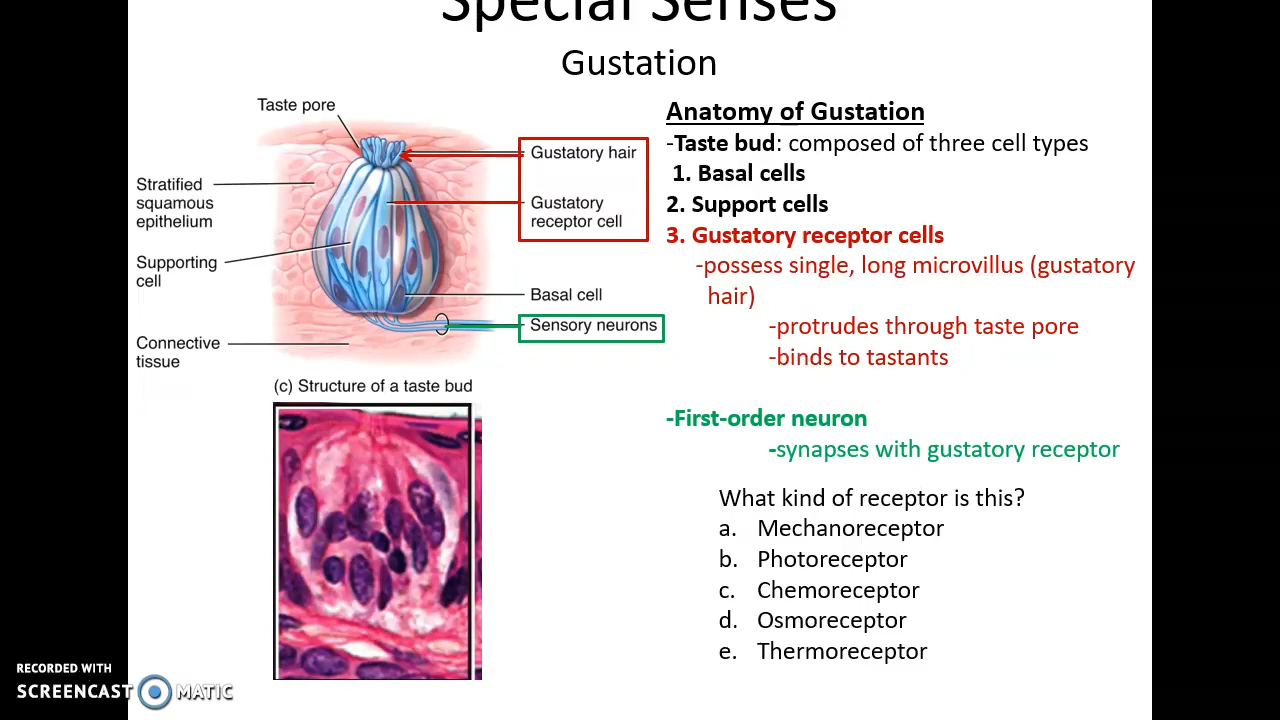 Special Senses
Gustation
Taste pore
Stratified
squamous
epithelium
Supporting
cell
Connective
tissue
Gustatory hair
Gustatory
receptor cell
Basal cell
Sensory neurons
(c) Structure of a taste bud
Anatomy of Gustation
-Taste bud: composed of three cell types
1. Basal cells
2. Support cells
3. Gustatory receptor cells
-possess single, long microvillus (gustatory
hair)
-protrudes through taste pore
-binds to tastants
-First-order neuron
-synapses with gustatory receptor
What kind of receptor is this?
a. Mechanoreceptor
b. Photoreceptor
c. Chemoreceptor
d. Osmoreceptor
e. Thermoreceptor
RECORDED WITH
SCREENCAST MATIC